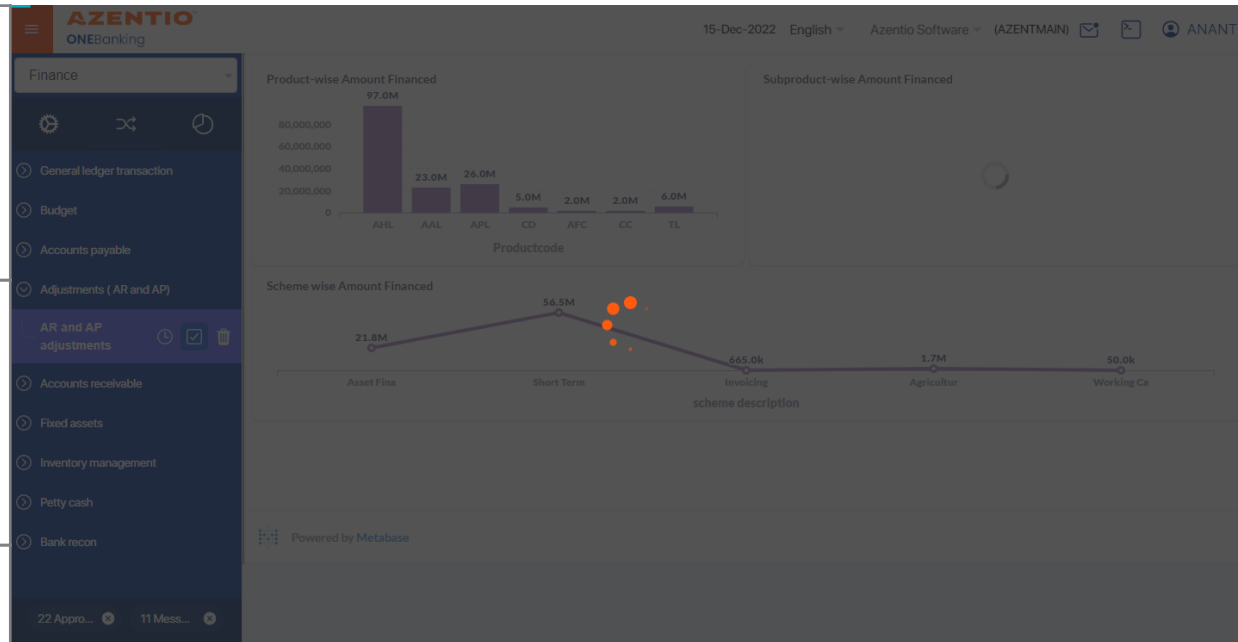 AZENTIO
ONEBanking
15-Dec-2022 English Azentio Software (AZENTMAIN) ANANT
Finance
General ledger transaction
Budget
Accounts payable
Adjustments ( AR and AP)
AR and AP
adjustments
Accounts receivable
Fixed assets
Inventory management
Petty cash
Bank recon
22 Appro... 11 Mess...
Product-wise Amount Financed
97.0M
80,000,000
60,000,000
40,000,000
20,000,000
0
23.0M 26.0M 5.0M 2.0M 2.0M 6.0M
AHL AAL APL CD AFC CC TL
Productcode
Subproduct-wise Amount Financed
Scheme wise Amount Financed
21.8M 56.5M 665.0k 1.7M 50.0k
Asset Fina Short Term Invoicing Agricultur Working Ca
scheme description
Powered by Metabase